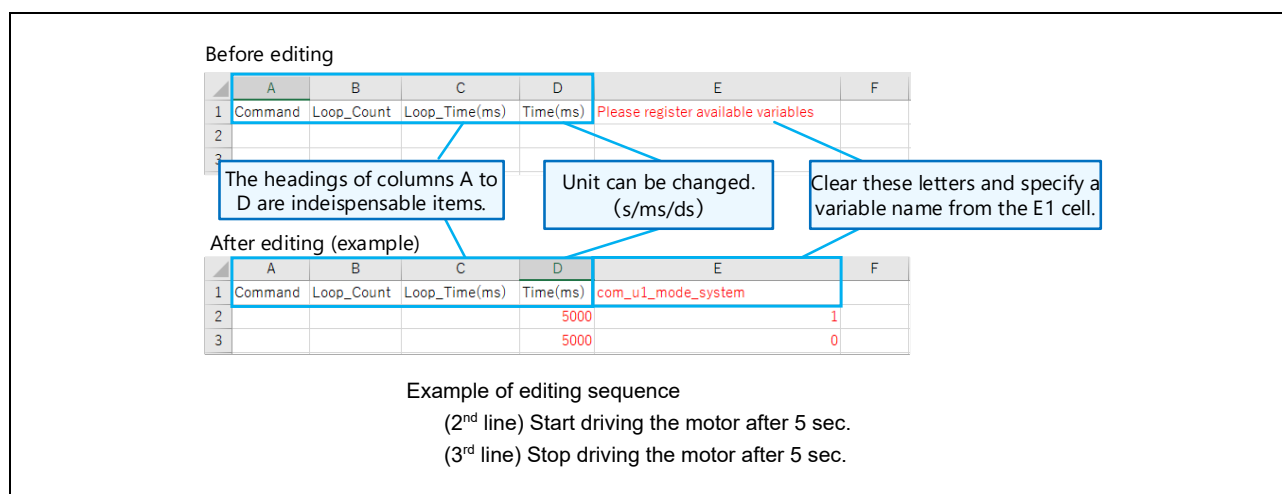 Before editing
A B C D E F
1 Command Loop_Count Loop_Time(ms) Time(ms) Please register available variables
2
3
The headings of columns A to
D are indeispensable items.
Unit can be changed.
(s/ms/ds)
Clear these letters and specify a
variable name from the E1 cell.
After editing (example)
A B C D E F
1 Command Loop_Count Loop_Time(ms) Time(ms) com_u1_mode_system
2 5000 1
3 5000 0
Example of editing sequence
(2nd line) Start driving the motor after 5 sec.
(3rd line) Stop driving the motor after 5 sec.